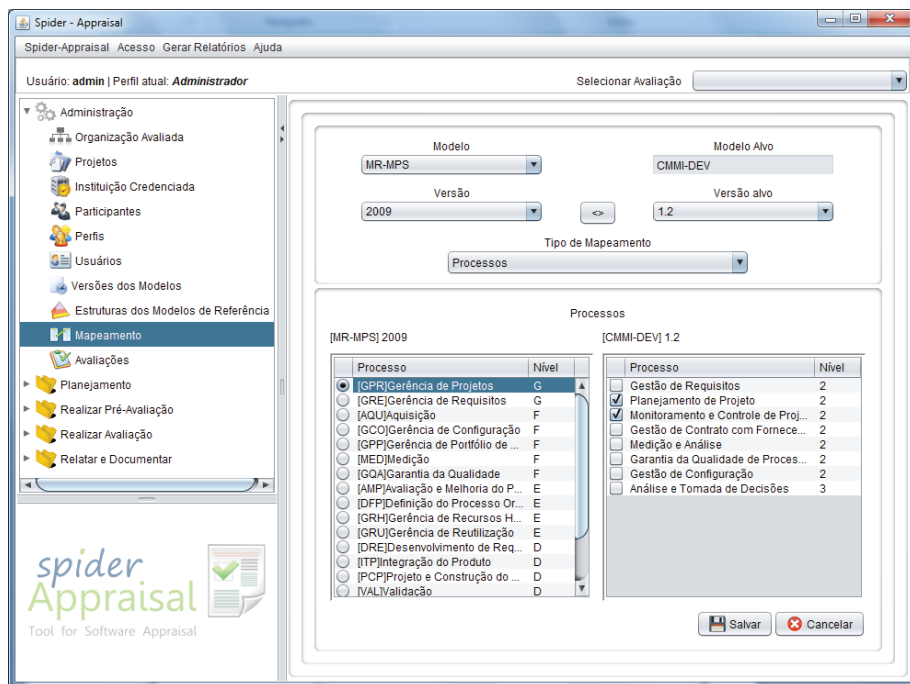 Spider - Appraisal
Spider-Appraisal Acesso Gerar Relatórios Ajuda
Usuário: admin | Perfil atual: Administrador
Selecionar Avaliação
Administração
Organização Avaliada
Projetos
Instituição Credenciada
Participantes
Perfis
Usuários
Versões dos Modelos
Estruturas dos Modelos de Referência
Mapeamento
Avaliações
Planejamento
Realizar Pré-Avaliação
Realizar Avaliação
Relatar e Documentar
spider
Appraisal
Tool for Software Appraisal
Modelo
MR-MPS
Modelo Alvo
CMMI-DEV
Versão
2009
<>
Versão alvo
1.2
Tipo de Mapeamento
Processos
Processos
[MR-MPS] 2009
Processo Nível
[GPR]Gerência de Projetos G
[GRE]Gerência de Requisitos G
[AQU]Aquisição F
[GCO]Gerência de Configuração F
[GPP]Gerência de Portfólio de ... F
[MED]Medição F
[GQA]Garantia da Qualidade F
[AMP]Avaliação e Melhoria do P... E
[DFP]Definição do Processo Or... E
[GRH]Gerência de Recursos H... E
[GRU]Gerência de Reutilização E
[DRE]Desenvolvimento de Req... D
[ITP]Integração do Produto D
[PCP]Projeto e Construção do ... D
[VAL]Validação D
[CMMI-DEV] 1.2
Processo Nível
Gestão de Requisitos 2
Planejamento de Projeto 2
Monitoramento e Controle de Proj... 2
Gestão de Contrato com Fornece... 2
Medição e Análise 2
Garantia da Qualidade de Proces... 2
Gestão de Configuração 2
Análise e Tomada de Decisões 3
Salvar
Cancelar